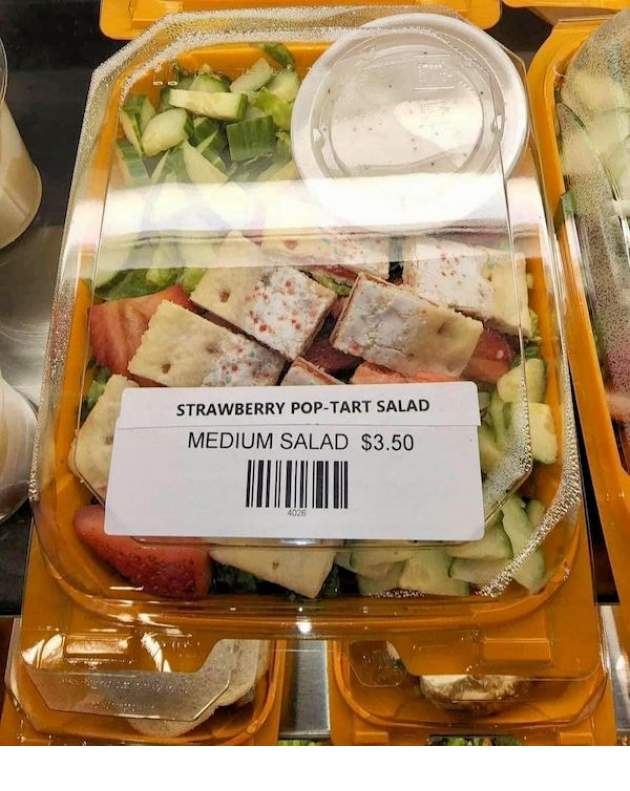 STRAWBERRY POP-TART SALAD
MEDIUM SALAD $3.50
4026